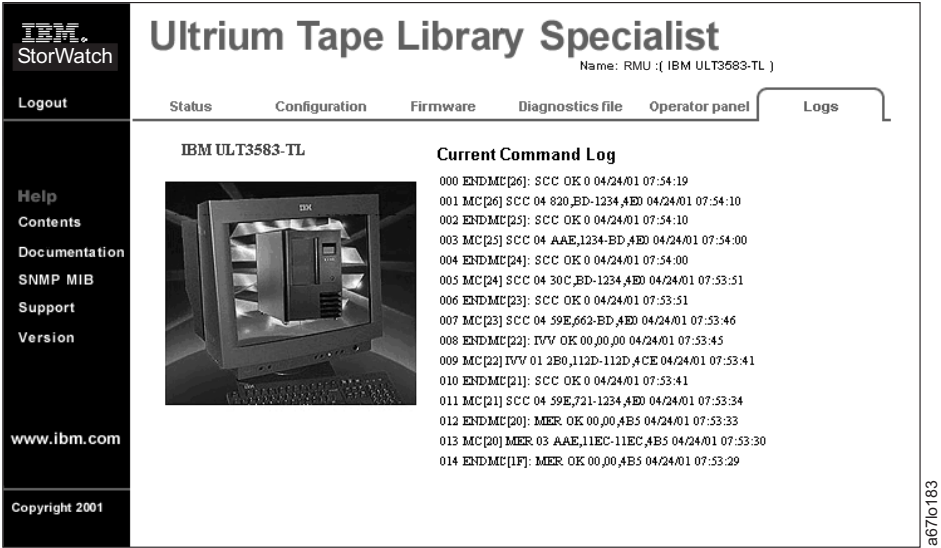 IBM.
StorWatch
Ultrium Tape Library Specialist
Name: RMU :( IBM ULT3583-TL )
Logout
Status Configuration Firmware Diagnostics file Operator panel Logs
IBM ULT3583-TL
Current Command Log
000 ENDMC[26]: SCC OK 0 04/24/01 07:54:19
001 MC[26] SCC 04 820,BD-1234,4E0 04/24/01 07:54:10
002 ENDMC[25]: SCC OK 0 04/24/01 07:54:10
003 MC[25] SCC 04 AAE,1234-BD,4E0 04/24/01 07:54:00
004 ENDMC[24]: SCC OK 0 04/24/01 07:54:00
005 MC[24] SCC 04 30C,BD-1234,4E0 04/24/01 07:53:51
006 ENDMC[23]: SCC OK 0 04/24/01 07:53:51
007 MC[23] SCC 04 59E,662-BD,4E0 04/24/01 07:53:46
008 ENDMC[22]: IVV OK 00,00,00 04/24/01 07:53:45
009 MC[22] IVV 01 2B0,112D-112D,4CE 04/24/01 07:53:41
010 ENDMC[21]: SCC OK 0 04/24/01 07:53:41
011 MC[21] SCC 04 59E,721-1234,4E0 04/24/01 07:53:34
012 ENDMC[20]: MER OK 00,00,4B5 04/24/01 07:53:33
013 MC[20] MER 03 AAE,11EC-11EC,4B5 04/24/01 07:53:30
014 ENDMC[1F]: MER OK 00,00,4B5 04/24/01 07:53:29
Help
Contents
Documentation
SNMP MIB
Support
Version
www.ibm.com
Copyright 2001
IBM
a67lo183